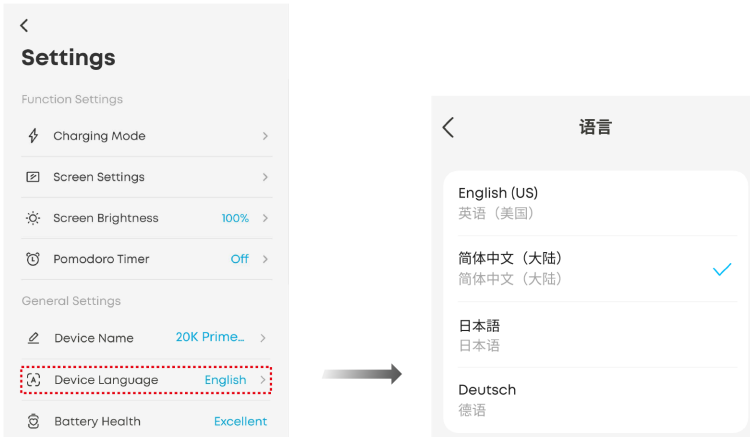 Settings
Function Settings
Charging Mode
Screen Settings
Screen Brightness 100%
Pomodoro Timer Off
General Settings
Device Name 20K Prime...
Device Language English
Battery Health Excellent
语言
English (US)
英语（美国）
简体中文（大陆）
简体中文（大陆）
日本語
日本语
Deutsch
德语